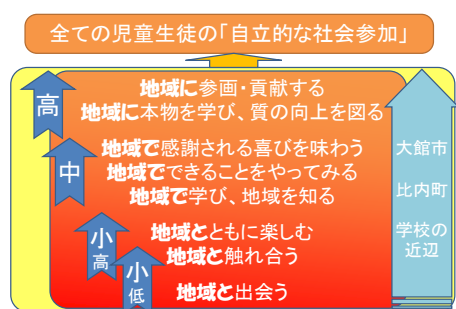 全ての児童生徒の「自立的な社会参加」
高
地域に参画・貢献する
地域に本物を学び、質の向上を図る
中
地域で感謝される喜びを味わう
地域でできることをやってみる
地域で学び、地域を知る
小
高
地域とともに楽しむ
地域と触れ合う
小
低
地域と出会う
大館市
比内町
学校の
近辺